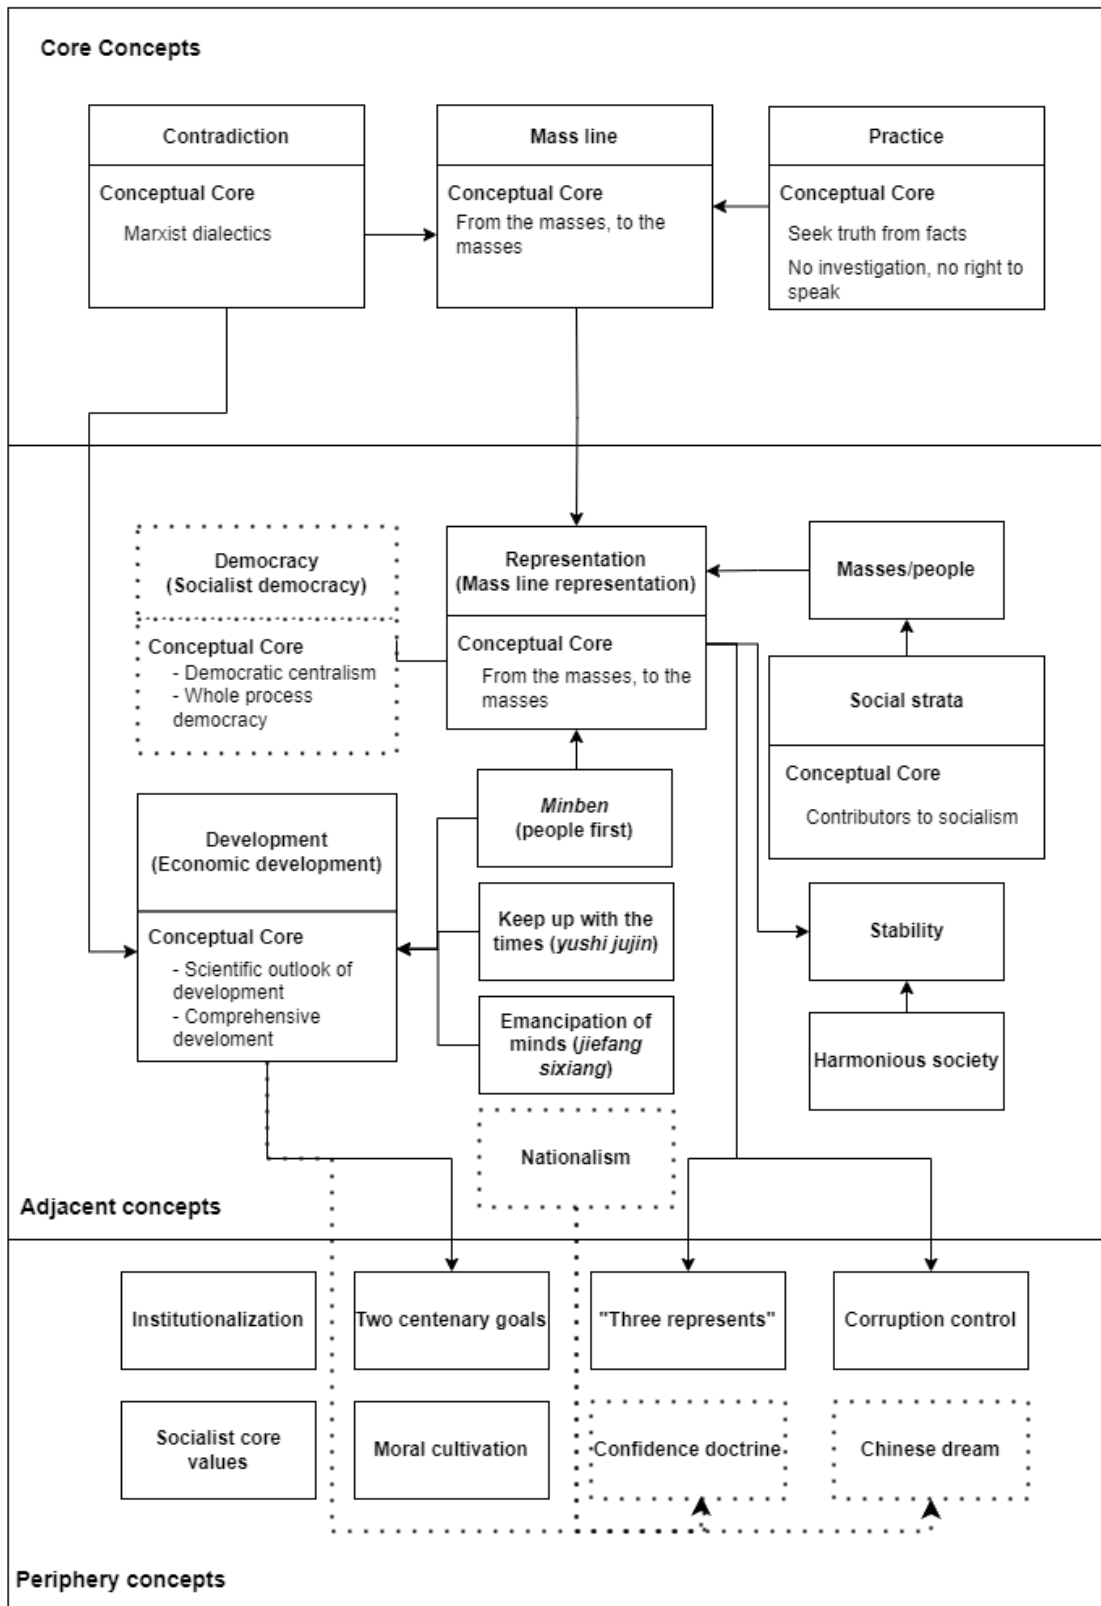 Core Concepts
Contradiction
Conceptual Core
Marxist dialectics
Mass line
Conceptual Core
From the masses, to the
masses
Practice
Conceptual Core
Seek truth from facts
No investigation, no right to
speak
Democracy
(Socialist democracy)
Conceptual Core
- Democratic centralism
- Whole process
democracy
Representation
(Mass line representation)
Conceptual Core
From the masses, to the
masses
Masses/people
Social strata
Conceptual Core
Contributors to socialism
Development
(Economic development)
Conceptual Core
- Scientific outlook of
development
- Comprehensive
develoment
Minben
(people first)
Keep up with the
times (yushi jujin)
Emancipation of
minds (jiefang
sixiang)
Stability
Harmonious society
Nationalism
Adjacent concepts
Institutionalization
Two centenary goals
"Three represents"
Corruption control
Socialist core
values
Moral cultivation
Confidence doctrine
Chinese dream
Periphery concepts